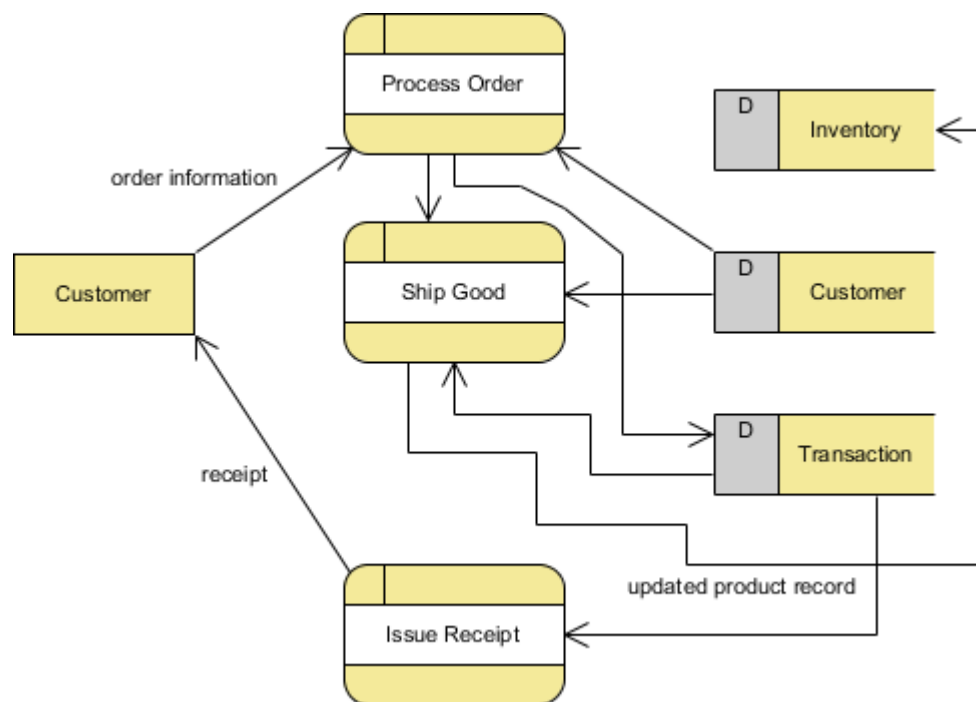 Process Order
D
Inventory
order information
Customer
Ship Good
D
Customer
D
Transaction
receipt
updated product record
Issue Receipt